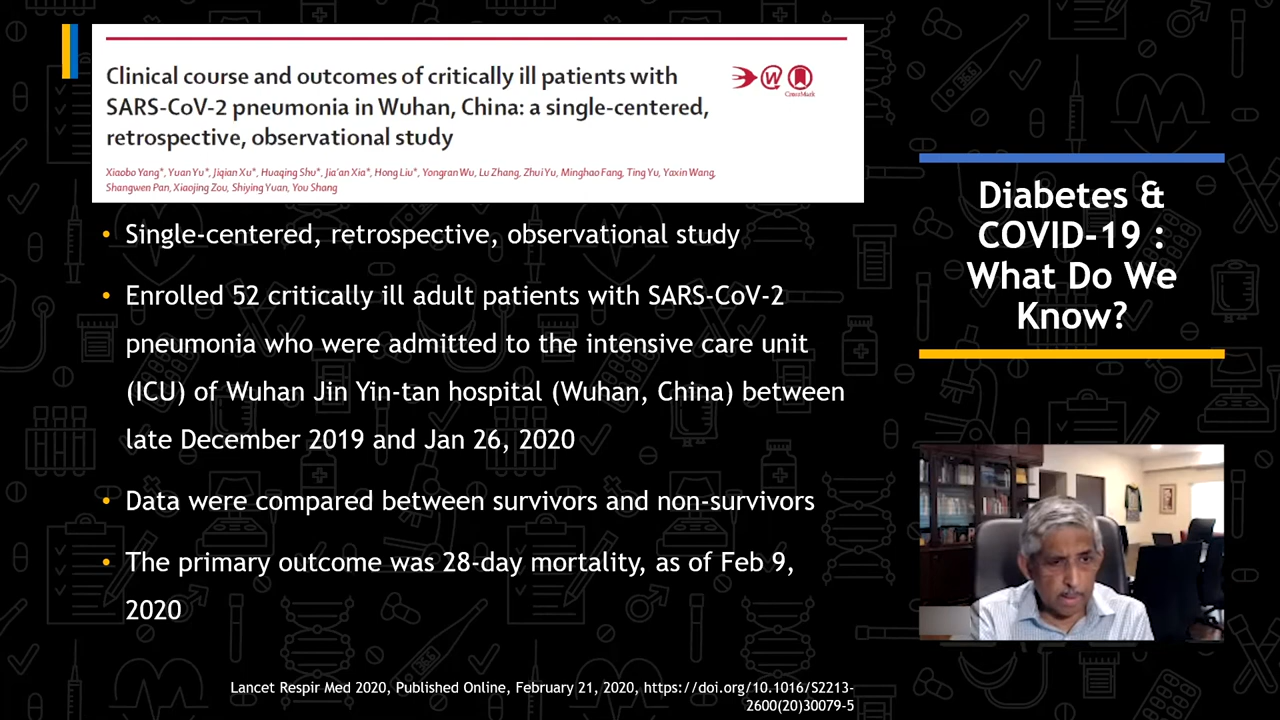 Clinical course and outcomes of critically ill patients with
SARS-CoV-2 pneumonia in Wuhan, China: a single-centered,
retrospective, observational study
CrossMark
Xiaobo Yang*, Yuan Yu*, Jiqian Xu*, Huaqing Shu*, Jia'an Xia*, Hong Liu*, Yongran Wu, Lu Zhang, Zhui Yu, Minghao Fang, Ting Yu, Yaxin Wang,
Shangwen Pan, Xiaojing Zou, Shiying Yuan, You Shang
• Single-centered, retrospective, observational study
• Enrolled 52 critically ill adult patients with SARS-CoV-2
pneumonia who were admitted to the intensive care unit
(ICU) of Wuhan Jin Yin-tan hospital (Wuhan, China) between
late December 2019 and Jan 26, 2020
• Data were compared between survivors and non-survivors
• The primary outcome was 28-day mortality, as of Feb 9,
2020
Lancet Respir Med 2020, Published Online, February 21, 2020, https://doi.org/10.1016/S2213-
2600(20)30079-5
Diabetes &
COVID-19 :
What Do We
Know?